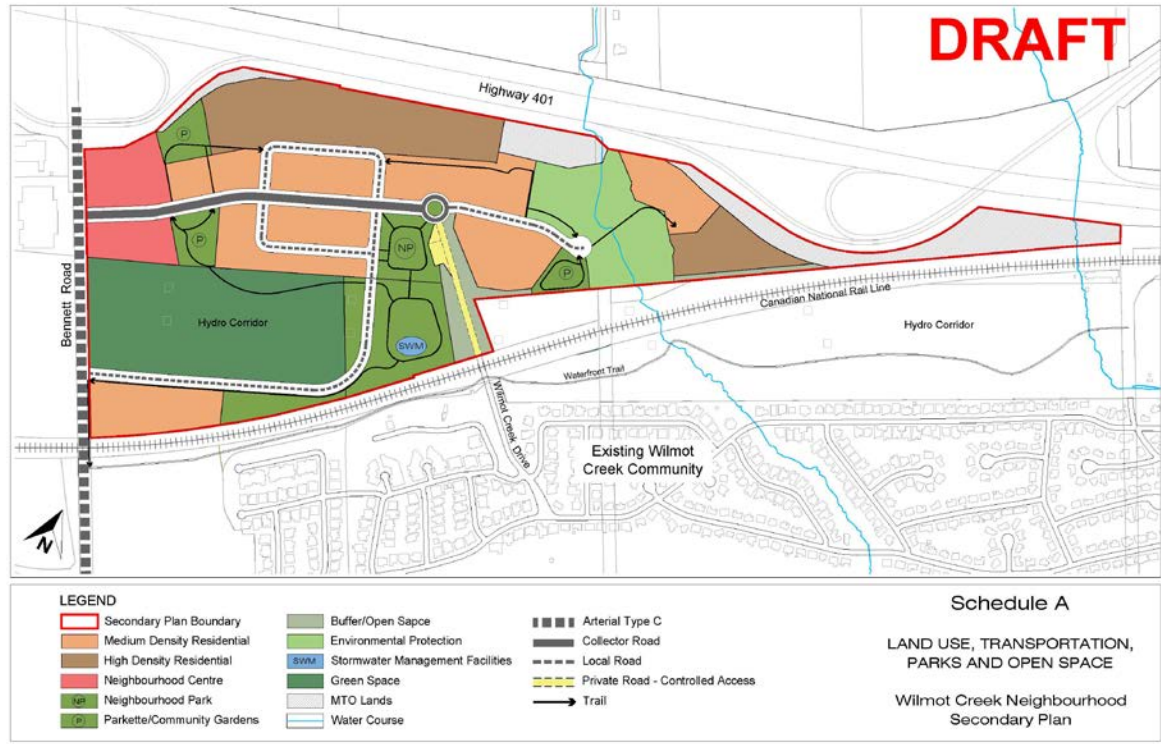 DRAFT
Highway 401
P
P
NP
P
Bennett Road
Hydro Corridor
SWM
Canadian National Rail Line
Hydro Corridor
Waterfront Trail
Wilmot Creek Drive
Existing Wilmot
Creek Community
N
LEGEND
Secondary Plan Boundary
Medium Density Residential
High Density Residential
Neighbourhood Centre
NP Neighbourhood Park
P Parkette/Community Gardens
Buffer/Open Sapce
Environmental Protection
SWM Stormwater Management Facilities
Green Space
MTO Lands
Water Course
Arterial Type C
Collector Road
Local Road
Private Road - Controlled Access
Trail
Schedule A
LAND USE, TRANSPORTATION,
PARKS AND OPEN SPACE
Wilmot Creek Neighbourhood
Secondary Plan